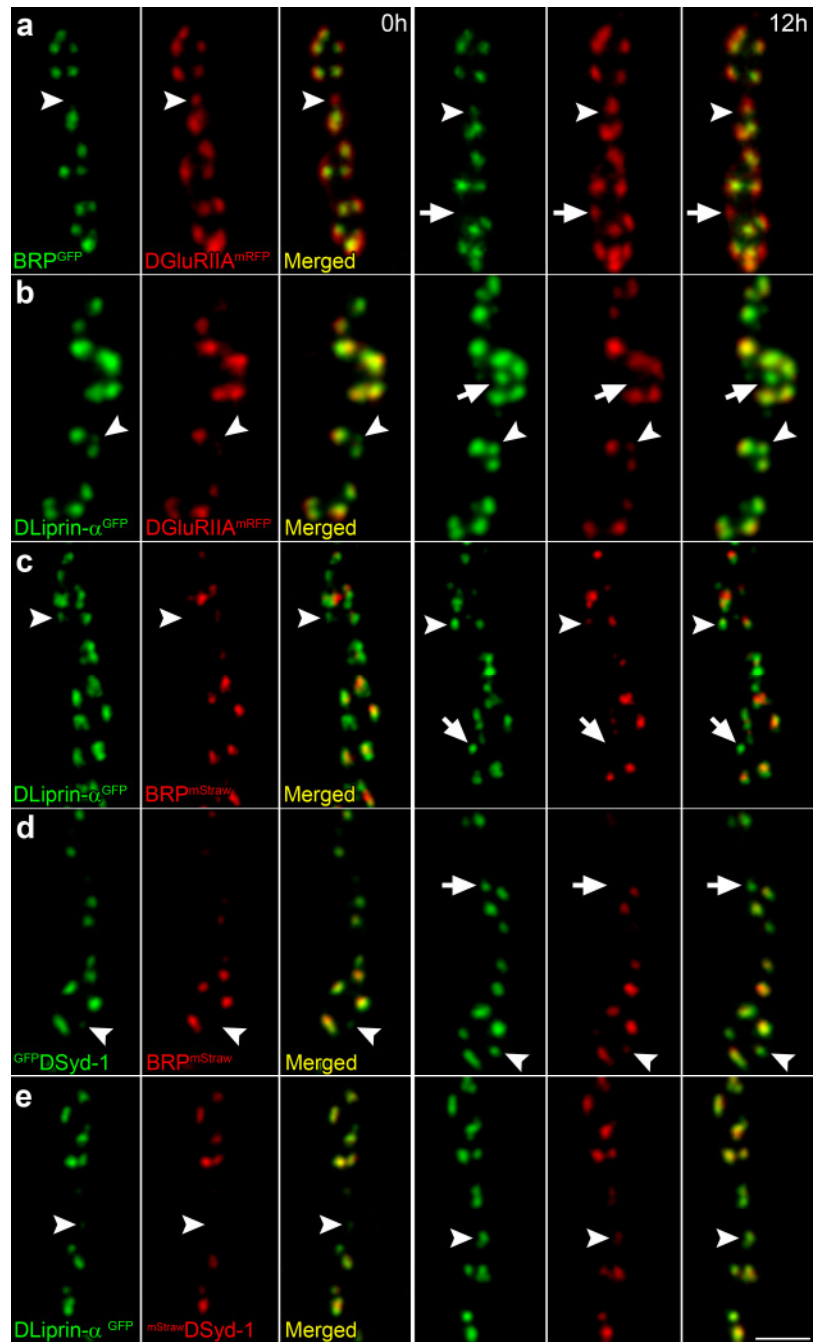 a 0h 12h
BRPGFP DGluRIIAmRFP Merged
b
DLiprin-αGFP DGluRIIAmRFP Merged
c
DLiprin-αGFP BRPmStraw Merged
d
GFPDSyd-1 BRPmStraw Merged
e
DLiprin-α GFP mStrawDSyd-1 Merged